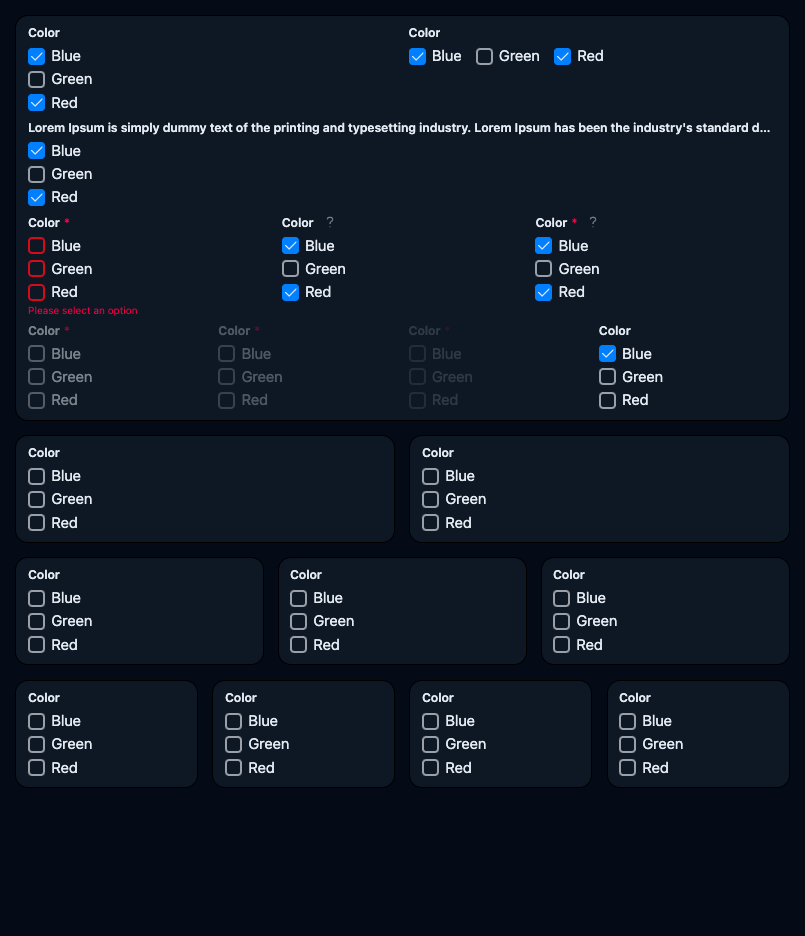 Color
Blue
Green
Red
Color
Blue Green Red
Lorem Ipsum is simply dummy text of the printing and typesetting industry. Lorem Ipsum has been the industry's standard d...
Blue
Green
Red
Color *
Blue
Green
Red
Please select an option
Color ?
Blue
Green
Red
Color * ?
Blue
Green
Red
Color *
Blue
Green
Red
Color *
Blue
Green
Red
Color *
Blue
Green
Red
Color
Blue
Green
Red
Color
Blue
Green
Red
Color
Blue
Green
Red
Color
Blue
Green
Red
Color
Blue
Green
Red
Color
Blue
Green
Red
Color
Blue
Green
Red
Color
Blue
Green
Red
Color
Blue
Green
Red
Color
Blue
Green
Red